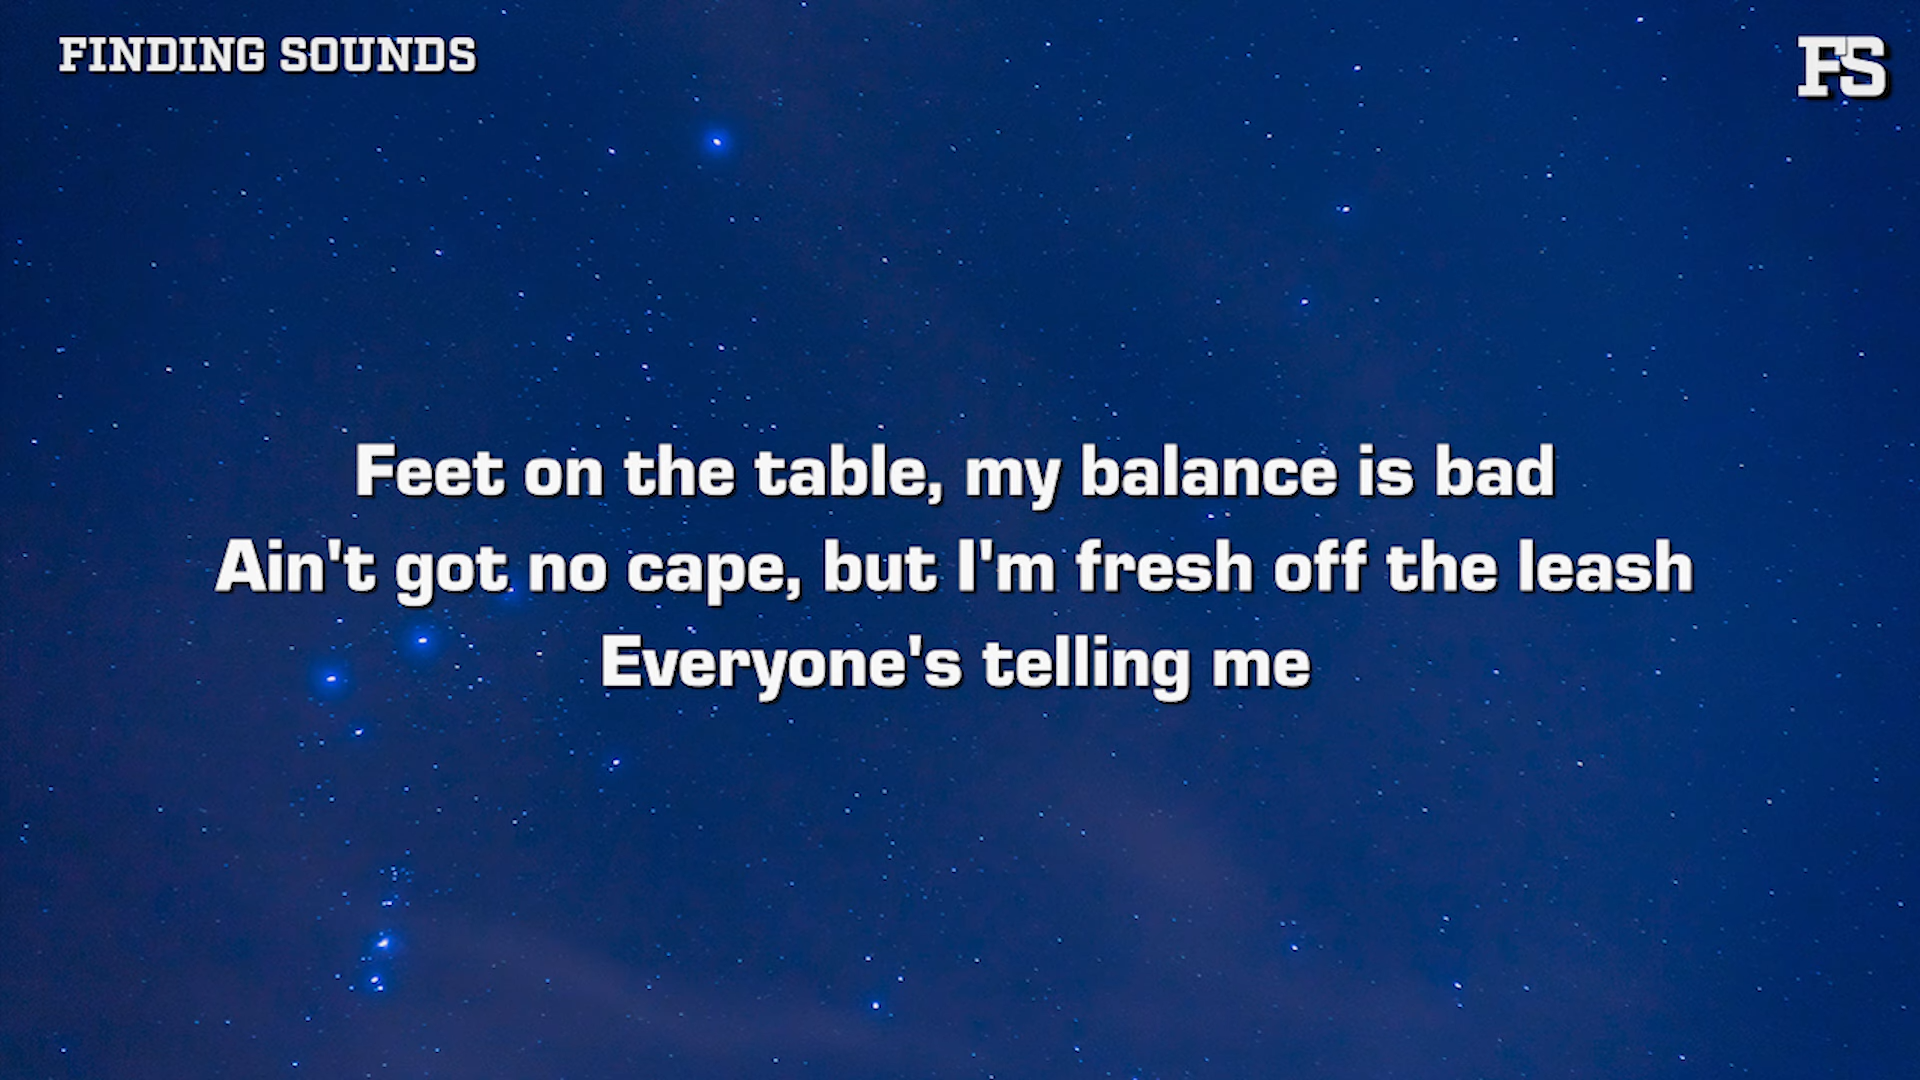 FINDING SOUNDS
FS
Feet on the table, my balance is bad
Ain't got no cape, but I'm fresh off the leash
Everyone's telling me